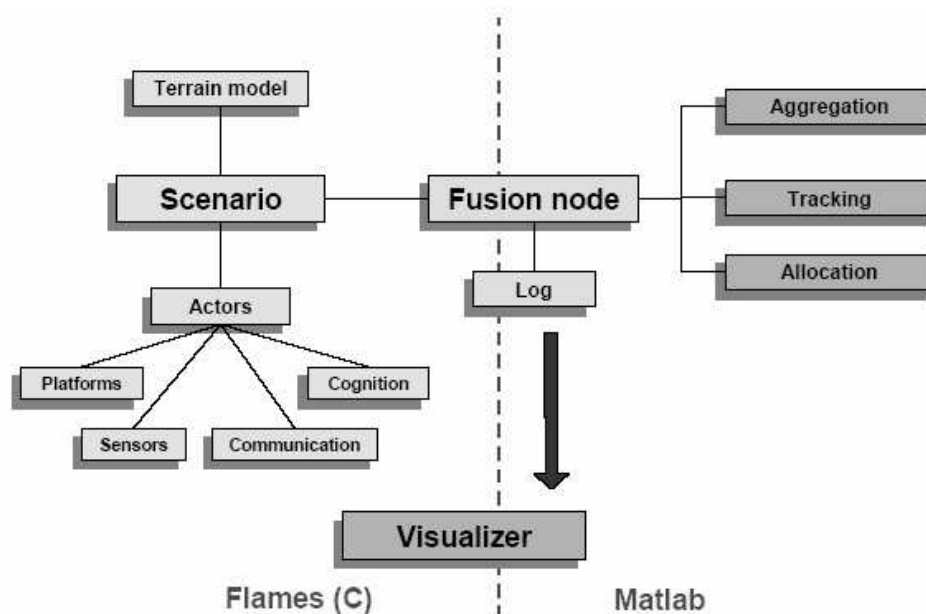 Terrain model
Aggregation
Scenario
Fusion node
Tracking
Log
Allocation
Actors
Platforms
Cognition
Sensors
Communication
Visualizer
Flames (C)
Matlab